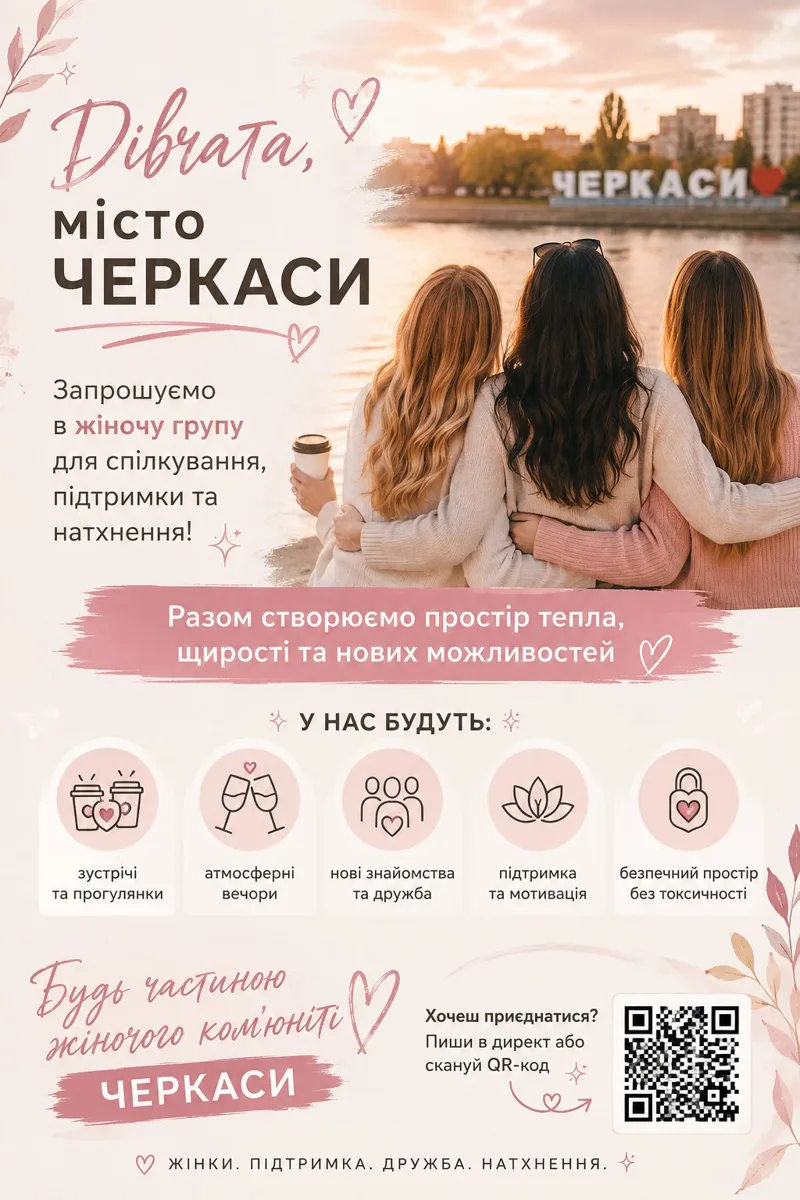 Дівчата,
місто
ЧЕРКАСИ
ЧЕРКАСИ
Запрошуємо
в жіночу групу
для спілкування,
підтримки та
натхнення!
Разом створюємо простір тепла,
щирості та нових можливостей
У НАС БУДУТЬ:
зустрічі
та прогулянки
атмосферні
вечори
нові знайомства
та дружба
підтримка
та мотивація
безпечний простір
без токсичності
Будь частиною
жіночого ком'юніті
ЧЕРКАСИ
Хочеш приєднатися?
Пиши в директ або
скануй QR-код
ЖІНКИ. ПІДТРИМКА. ДРУЖБА. НАТХНЕННЯ.